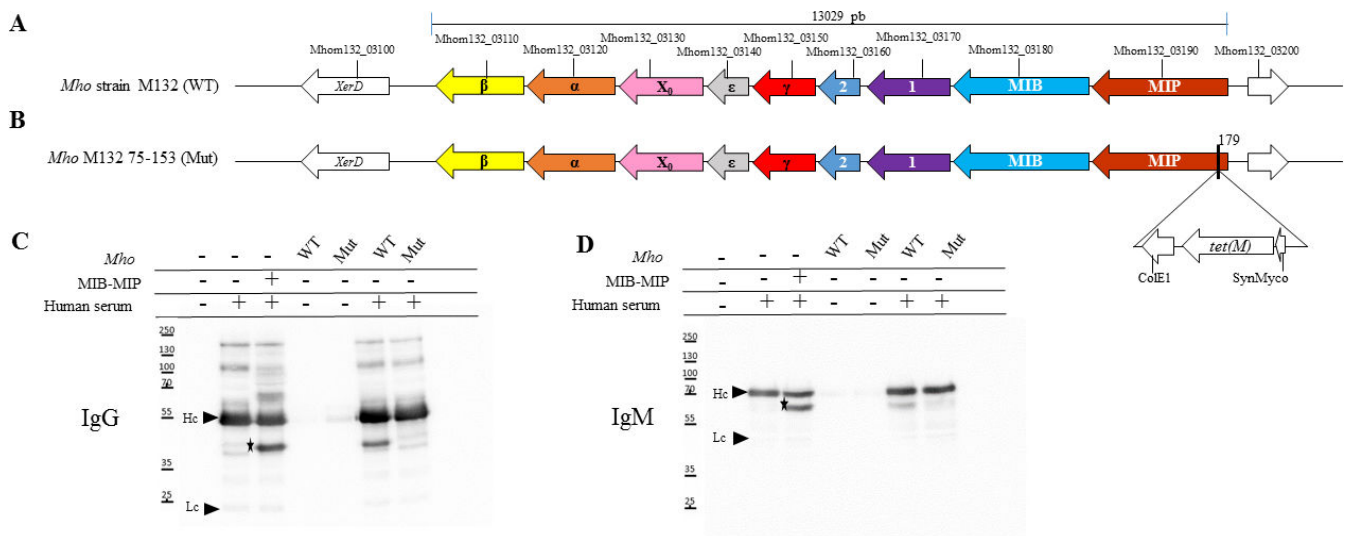 A
13029 pb
Mhom132_03100
Mhom132_03110
Mhom132_03120
Mhom132_03130
Mhom132_03140
Mhom132_03150
Mhom132_03160
Mhom132_03170
Mhom132_03180
Mhom132_03190
Mhom132_03200
Mho strain M132 (WT)
XerD β α X0 ε γ 2 1 MIB MIP
B
Mho M132 75-153 (Mut)
XerD β α X0 ε γ 2 1 MIB MIP
179
tet(M)
ColE1 SynMyco
C
Mho - - - WT Mut WT Mut
MIB-MIP - - +
Human serum - + + - - + +
250
130
100
70
55
35
25
Hc
Lc
IgG
D
Mho - - - WT Mut WT Mut
MIB-MIP - - +
Human serum - + + - - + +
250
130
100
70
55
35
25
Hc
Lc
IgM